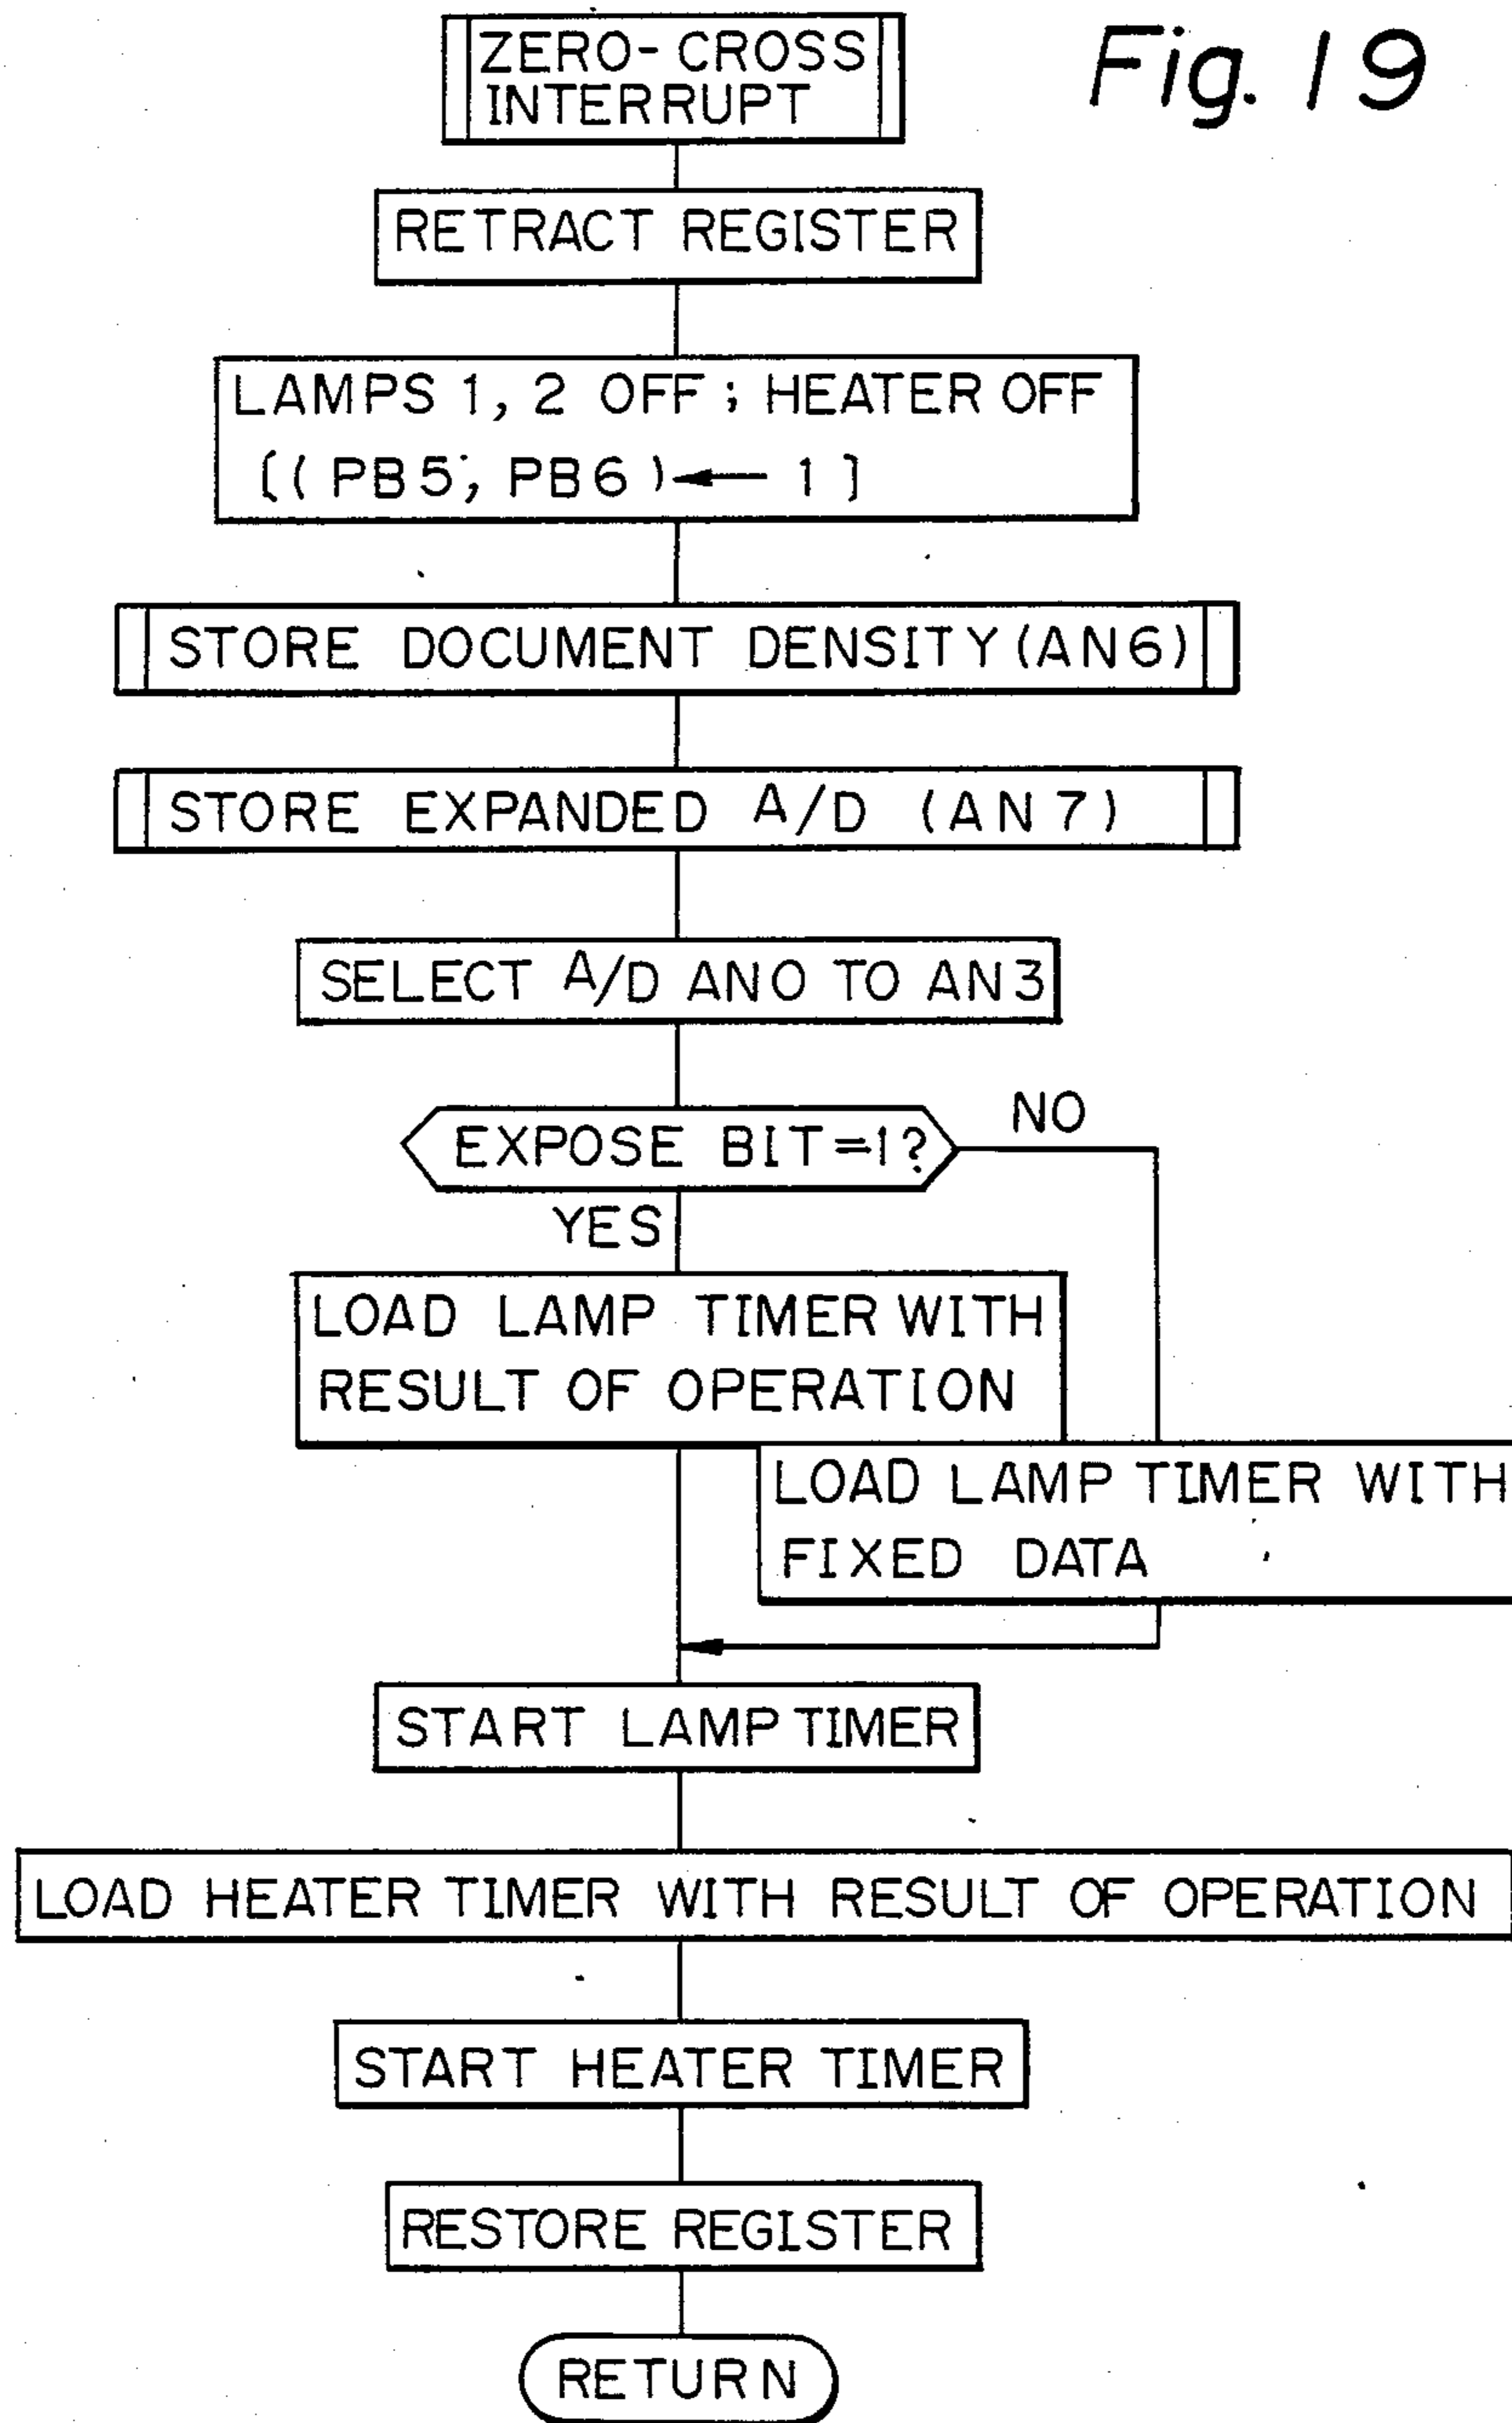 Fig. 19
ZERO-CROSS
INTERRUPT
RETRACT REGISTER
LAMPS 1, 2 OFF ; HEATER OFF
[( PB5, PB6 ) ← 1 ]
STORE DOCUMENT DENSITY (AN6)
STORE EXPANDED A/D (AN7)
SELECT A/D AN0 TO AN3
EXPOSE BIT=1?
NO
YES
LOAD LAMP TIMER WITH
RESULT OF OPERATION
LOAD LAMP TIMER WITH
FIXED DATA
START LAMP TIMER
LOAD HEATER TIMER WITH RESULT OF OPERATION
START HEATER TIMER
RESTORE REGISTER
RETURN